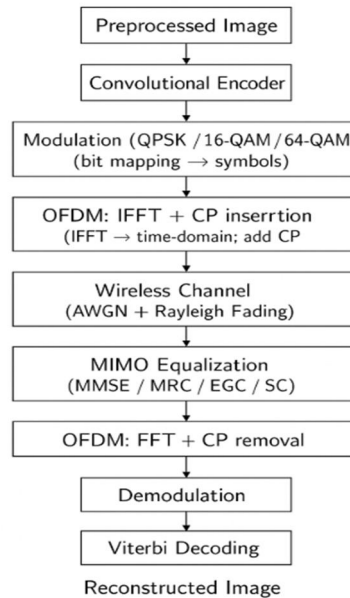 Preprocessed Image
Convolutional Encoder
Modulation (QPSK / 16-QAM / 64-QAM
(bit mapping → symbols)
OFDM: IFFT + CP inserrtion
(IFFT → time-domain; add CP
Wireless Channel
(AWGN + Rayleigh Fading)
MIMO Equalization
(MMSE / MRC / EGC / SC)
OFDM: FFT + CP removal
Demodulation
Viterbi Decoding
Reconstructed Image